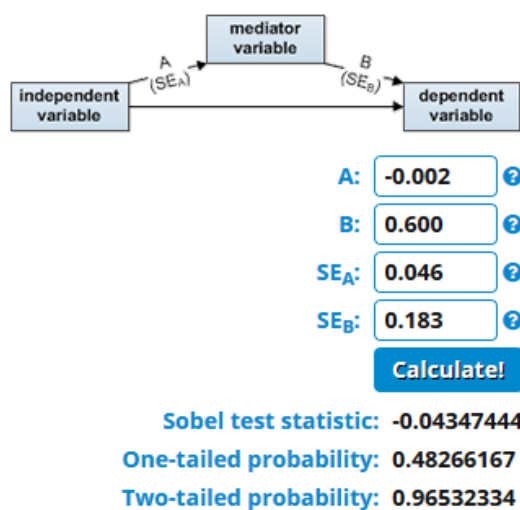 mediator
variable
A
(SEA)
B
(SEB)
independent
variable
dependent
variable
A: -0.002 ?
B: 0.600 ?
SEA: 0.046 ?
SEB: 0.183 ?
Calculate!
Sobel test statistic: -0.04347444
One-tailed probability: 0.48266167
Two-tailed probability: 0.96532334